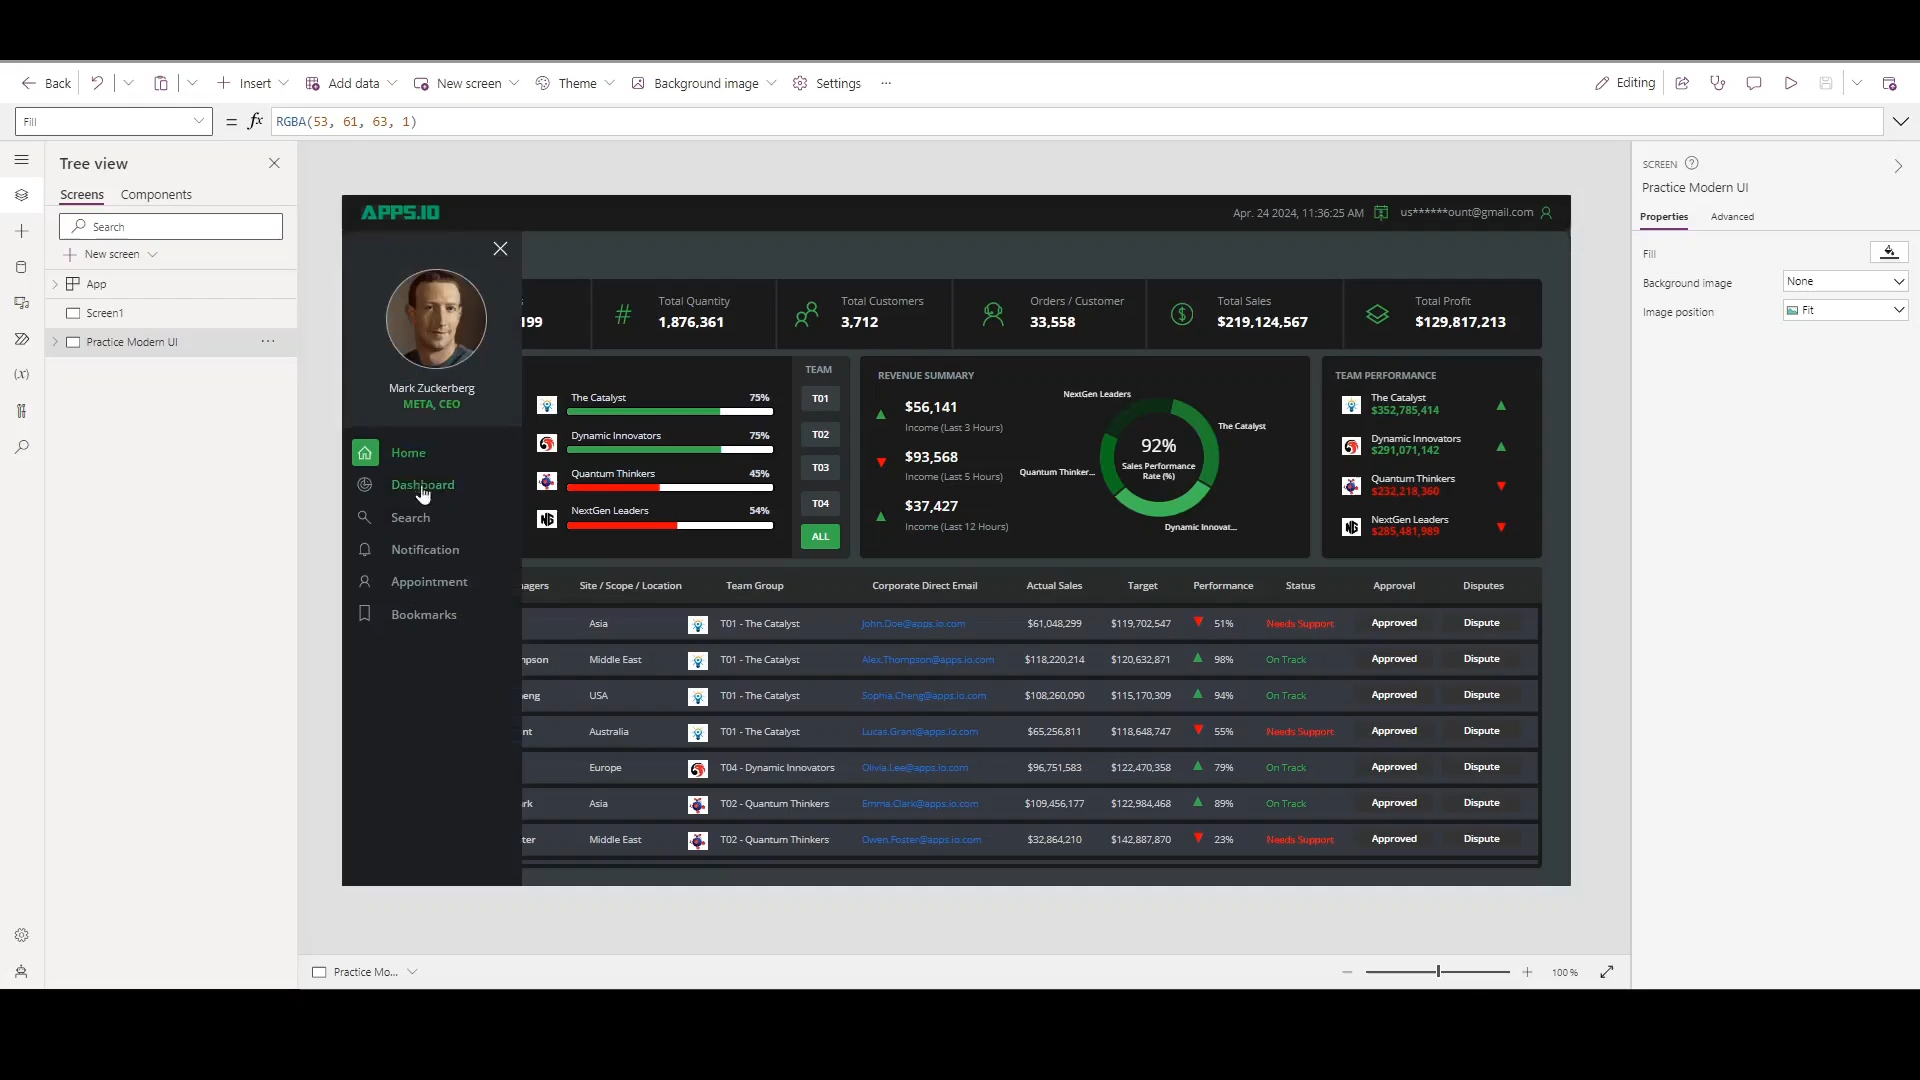 Back Insert Add data New screen Theme Background image Settings ... Editing
Fill = fx RGBA(53, 61, 63, 1)
Tree view
Screens Components
Search
New screen
App
Screen1
Practice Modern UI ...
SCREEN
Practice Modern UI
Properties Advanced
Fill
Background image None
Image position Fit
APPS.IO Apr. 24 2024, 11:36:25 AM us******ount@gmail.com
Mark Zuckerberg
META, CEO
Home
Dashboard
Search
Notification
Appointment
Bookmarks
s Total Quantity Total Customers Orders / Customer Total Sales Total Profit
199 # 1,876,361 3,712 33,558 $219,124,567 $129,817,213
The Catalyst 75%
Dynamic Innovators 75%
Quantum Thinkers 45%
NextGen Leaders 54%
TEAM
T01
T02
T03
T04
ALL
REVENUE SUMMARY
$56,141
Income (Last 3 Hours)
$93,568
Income (Last 5 Hours)
$37,427
Income (Last 12 Hours)
NextGen Leaders
The Catalyst
Quantum Thinker...
Dynamic Innovat...
92%
Sales Performance
Rate (%)
TEAM PERFORMANCE
The Catalyst
$352,785,414
Dynamic Innovators
$291,071,142
Quantum Thinkers
$232,218,360
NextGen Leaders
$285,481,989
NG
NG
nagers Site / Scope / Location Team Group Corporate Direct Email Actual Sales Target Performance Status Approval Disputes
Asia T01 - The Catalyst John.Doe@apps.io.com $61,048,299 $119,702,547 51% Needs Support Approved Dispute
npson Middle East T01 - The Catalyst Alex.Thompson@apps.io.com $118,220,214 $120,632,871 98% On Track Approved Dispute
eng USA T01 - The Catalyst Sophia.Cheng@apps.io.com $108,260,090 $115,170,309 94% On Track Approved Dispute
nt Australia T01 - The Catalyst Lucas.Grant@apps.io.com $65,256,811 $118,648,747 55% Needs Support Approved Dispute
Europe T04 - Dynamic Innovators Olivia.Lee@apps.io.com $96,751,583 $122,470,358 79% On Track Approved Dispute
rk Asia T02 - Quantum Thinkers Emma.Clark@apps.io.com $109,456,177 $122,984,468 89% On Track Approved Dispute
ter Middle East T02 - Quantum Thinkers Owen.Foster@apps.io.com $32,864,210 $142,887,870 23% Needs Support Approved Dispute
Practice Mo... 100 %